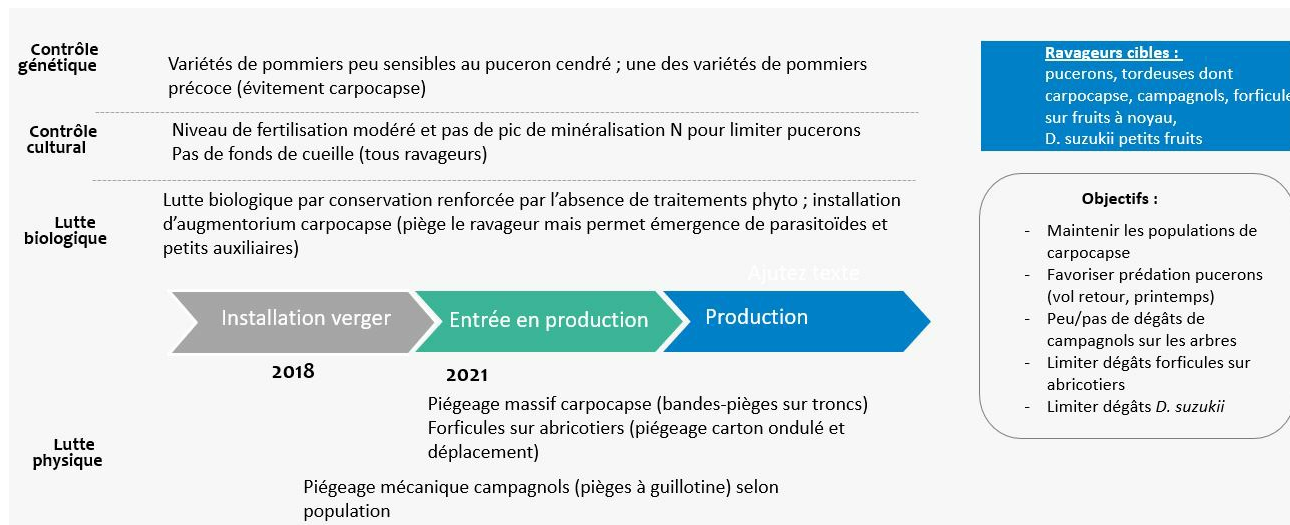 Contrôle
génétique
Variétés de pommiers peu sensibles au puceron cendré ; une des variétés de pommiers
précoce (évitement carpocapse)
Contrôle
cultural
Niveau de fertilisation modéré et pas de pic de minéralisation N pour limiter pucerons
Pas de fonds de cueille (tous ravageurs)
Lutte
biologique
Lutte biologique par conservation renforcée par l’absence de traitements phyto ; installation
d’augmentorium carpocapse (piège le ravageur mais permet émergence de parasitoïdes et
petits auxiliaires)
Ajutez texte
Installation verger
Entrée en production
Production
2018
2021
Lutte
physique
Piégeage massif carpocapse (bandes-pièges sur troncs)
Forficules sur abricotiers (piégeage carton ondulé et
déplacement)
Piégeage mécanique campagnols (pièges à guillotine) selon
population
Ravageurs cibles :
pucerons, tordeuses dont
carpocapse, campagnols, forficule
sur fruits à noyau,
D. suzukii petits fruits
Objectifs :
- Maintenir les populations de
carpocapse
- Favoriser prédation pucerons
(vol retour, printemps)
- Peu/pas de dégâts de
campagnols sur les arbres
- Limiter dégâts forficules sur
abricotiers
- Limiter dégâts D. suzukii